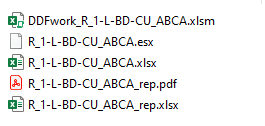 DDFwork_R_1-L-BD-CU_ABCA.xlsm
R_1-L-BD-CU_ABCA.esx
R_1-L-BD-CU_ABCA.xlsx
R_1-L-BD-CU_ABCA_rep.pdf
R_1-L-BD-CU_ABCA_rep.xlsx